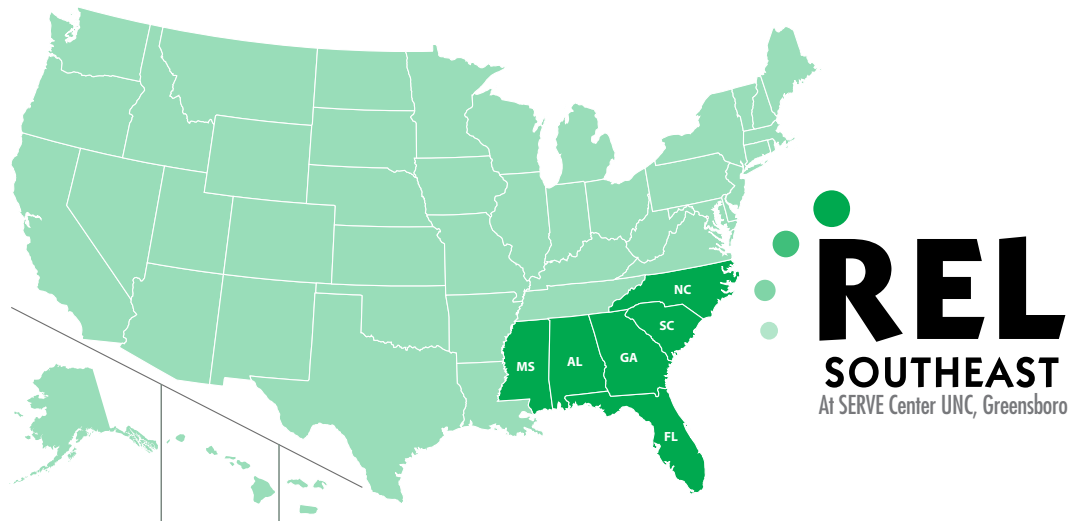 NC
SC
MS
AL
GA
FL
REL
SOUTHEAST
At SERVE Center UNC, Greensboro